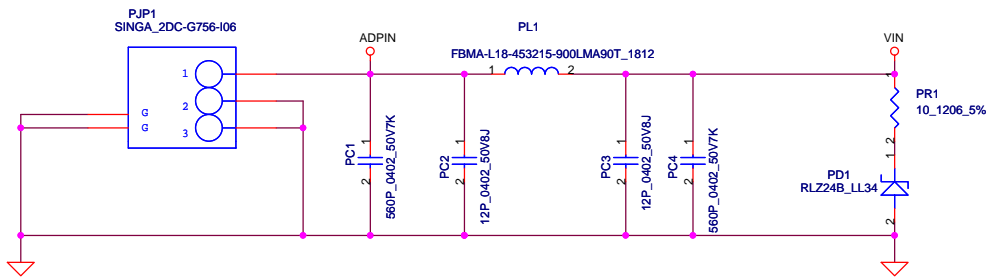 PJP1
SINGA_2DC-G756-I06
PL1
ADPIN
VIN
FBMA-L18-453215-900LMA90T_1812
1
1
2
1
2
PR1
10_1206_5%
G
G
3
2
1
1
1
1
1
PC1
560P_0402_50V7K
PC2
12P_0402_50V8J
PC3
12P_0402_50V8J
PC4
560P_0402_50V7K
2
2
2
2
PD1
RLZ24B_LL34
2